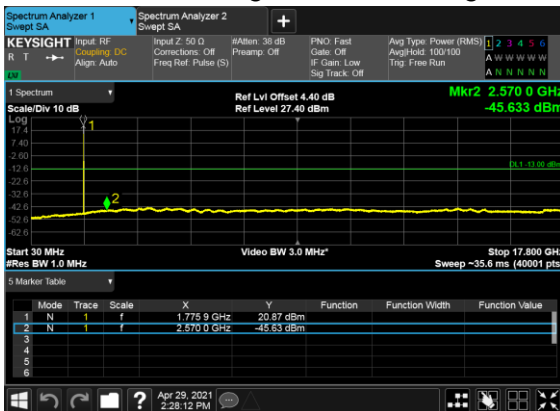 Spectrum Analyzer 1
Swept SA
Spectrum Analyzer 2
Swept SA
+
KEYSIGHT
R T
LXI
Input: RF
Coupling: DC
Align: Auto
Input Z: 50 Ω
Corrections: Off
Freq Ref: Pulse (S)
#Atten: 38 dB
Preamp: Off
PNO: Fast
Gate: Off
IF Gain: Low
Sig Track: Off
Avg Type: Power (RMS)
Avg|Hold: 100/100
Trig: Free Run
1 2 3 4 5 6
A W W W W W
A N N N N N
1 Spectrum
Scale/Div 10 dB
Ref Lvl Offset 4.40 dB
Ref Level 27.40 dBm
Mkr2 2.570 0 GHz
-45.633 dBm
Log
17.4
7.40
-2.60
-12.6
-22.6
-32.6
-42.6
-52.6
-62.6
1
2
DL1 -13.00 dBm
Start 30 MHz
#Res BW 1.0 MHz
Video BW 3.0 MHz*
Stop 17.800 GHz
Sweep ~35.6 ms (40001 pts)
5 Marker Table
Mode Trace Scale X Y Function Function Width Function Value
1 N 1 f 1.775 9 GHz 20.87 dBm
2 N 1 f 2.570 0 GHz -45.63 dBm
3
4
5
6
?
Apr 29, 2021
2:28:12 PM